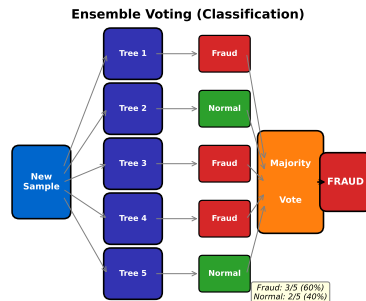 Ensemble Voting (Classification)
Tree 1
Fraud
Tree 2
Normal
New
Sample
Tree 3
Fraud
Majority
Vote
FRAUD
Tree 4
Fraud
Tree 5
Normal
Fraud: 3/5 (60%)
Normal: 2/5 (40%)